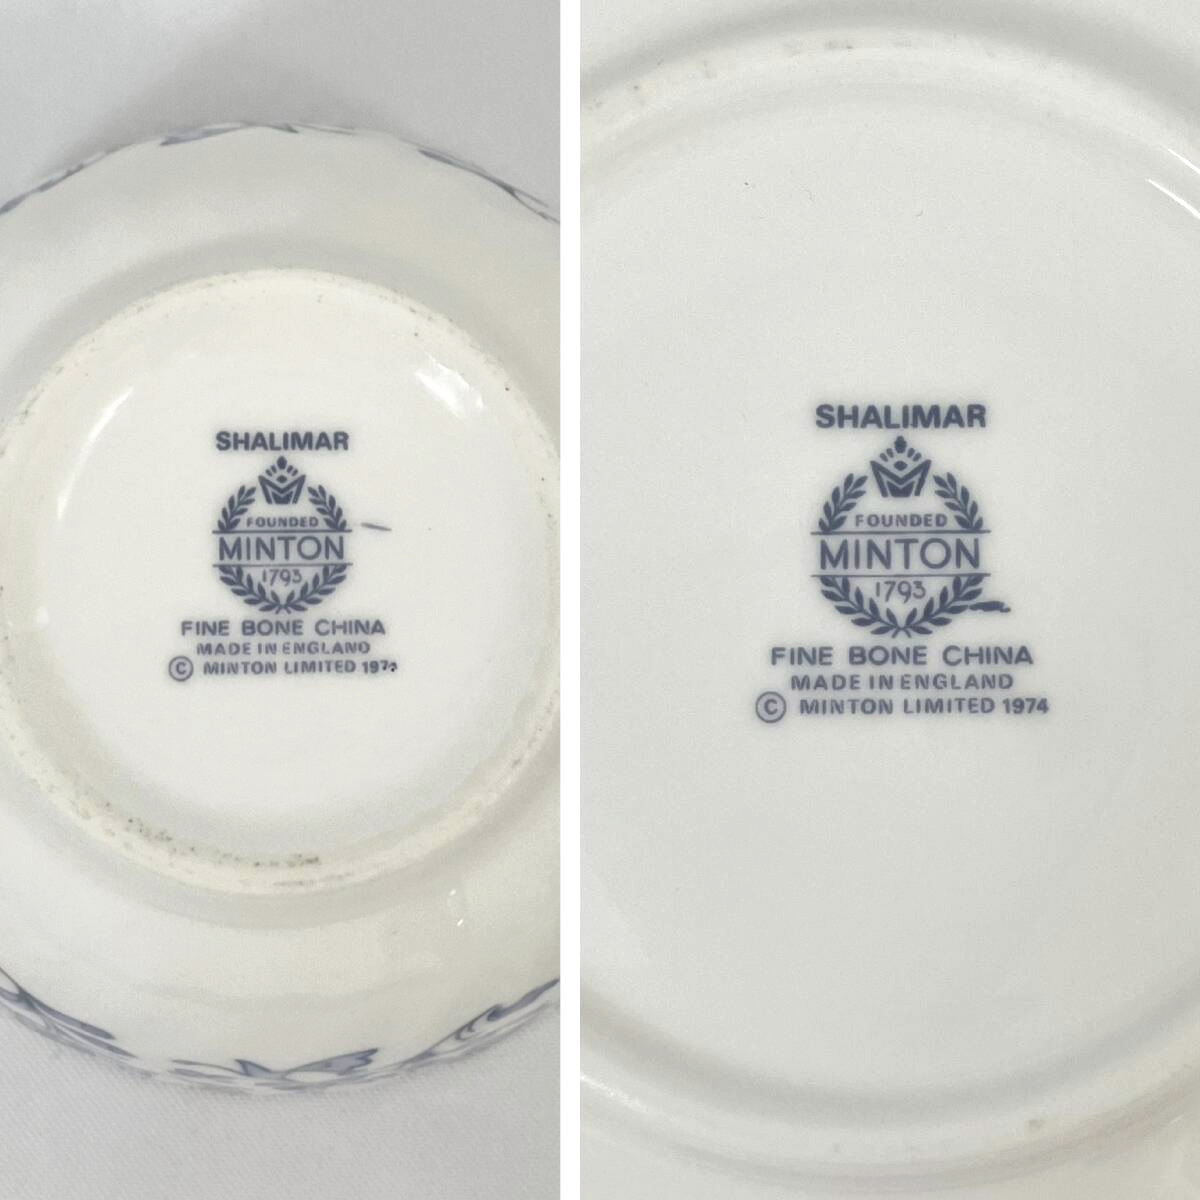 SHALIMAR
FOUNDED
MINTON
1793
FINE BONE CHINA
MADE IN ENGLAND
© MINTON LIMITED 1974
SHALIMAR
FOUNDED
MINTON
1793
FINE BONE CHINA
MADE IN ENGLAND
© MINTON LIMITED 1974